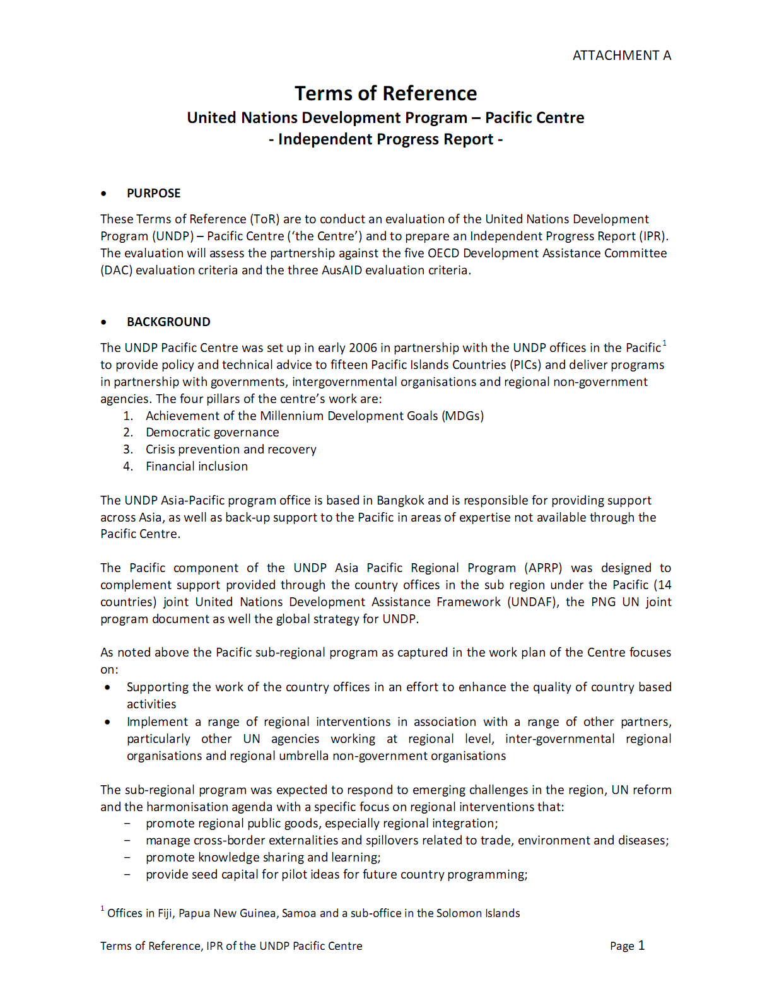 ATTACHMENT A
Terms of Reference
United Nations Development Program – Pacific Centre
- Independent Progress Report -
• PURPOSE
These Terms of Reference (ToR) are to conduct an evaluation of the United Nations Development
Program (UNDP) – Pacific Centre (‘the Centre’) and to prepare an Independent Progress Report (IPR).
The evaluation will assess the partnership against the five OECD Development Assistance Committee
(DAC) evaluation criteria and the three AusAID evaluation criteria.
• BACKGROUND
The UNDP Pacific Centre was set up in early 2006 in partnership with the UNDP offices in the Pacific1
to provide policy and technical advice to fifteen Pacific Islands Countries (PICs) and deliver programs
in partnership with governments, intergovernmental organisations and regional non-government
agencies. The four pillars of the centre’s work are:
1. Achievement of the Millennium Development Goals (MDGs)
2. Democratic governance
3. Crisis prevention and recovery
4. Financial inclusion
The UNDP Asia-Pacific program office is based in Bangkok and is responsible for providing support
across Asia, as well as back-up support to the Pacific in areas of expertise not available through the
Pacific Centre.
The Pacific component of the UNDP Asia Pacific Regional Program (APRP) was designed to
complement support provided through the country offices in the sub region under the Pacific (14
countries) joint United Nations Development Assistance Framework (UNDAF), the PNG UN joint
program document as well the global strategy for UNDP.
As noted above the Pacific sub-regional program as captured in the work plan of the Centre focuses
on:
• Supporting the work of the country offices in an effort to enhance the quality of country based
activities
• Implement a range of regional interventions in association with a range of other partners,
particularly other UN agencies working at regional level, inter-governmental regional
organisations and regional umbrella non-government organisations
The sub-regional program was expected to respond to emerging challenges in the region, UN reform
and the harmonisation agenda with a specific focus on regional interventions that:
– promote regional public goods, especially regional integration;
– manage cross-border externalities and spillovers related to trade, environment and diseases;
– promote knowledge sharing and learning;
– provide seed capital for pilot ideas for future country programming;
1 Offices in Fiji, Papua New Guinea, Samoa and a sub-office in the Solomon Islands
Terms of Reference, IPR of the UNDP Pacific Centre Page 1